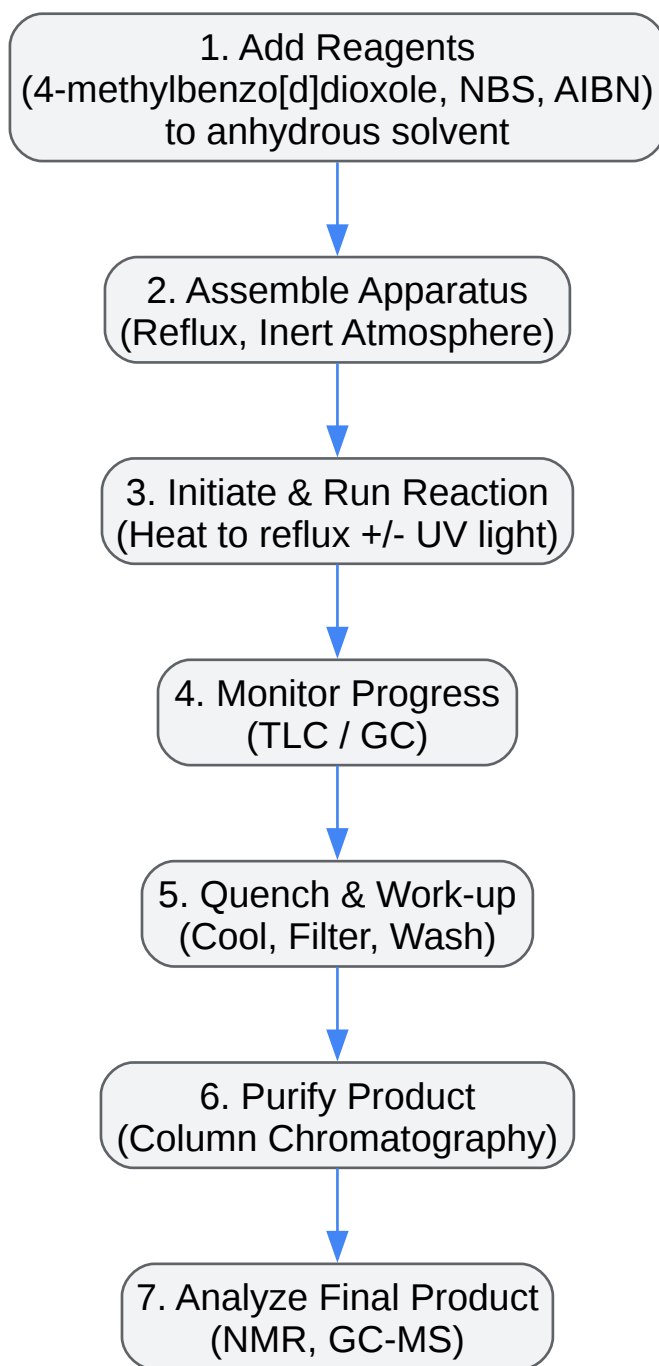 1. Add Reagents
(4-methylbenzo[d]dioxole, NBS, AIBN)
to anhydrous solvent
2. Assemble Apparatus
(Reflux, Inert Atmosphere)
3. Initiate & Run Reaction
(Heat to reflux +/- UV light)
4. Monitor Progress
(TLC / GC)
5. Quench & Work-up
(Cool, Filter, Wash)
6. Purify Product
(Column Chromatography)
7. Analyze Final Product
(NMR, GC-MS)